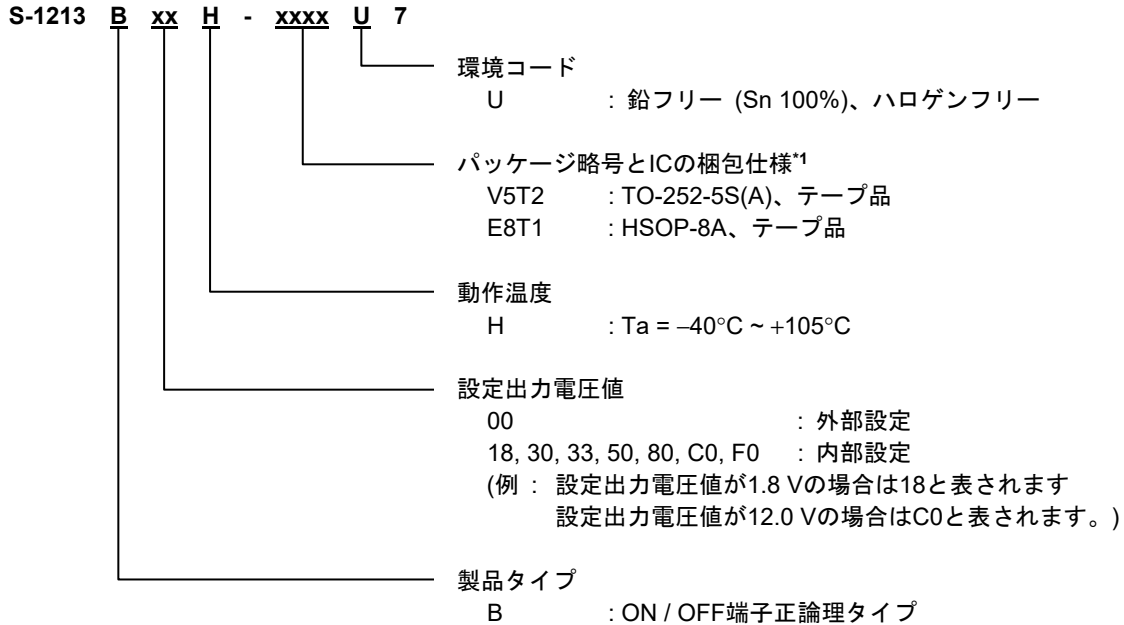 S-1213 B xx H - xxxx U 7
環境コード
U : 鉛フリー (Sn 100%)、ハロゲンフリー
パッケージ略号とICの梱包仕様*1
V5T2 : TO-252-5S(A)、テープ品
E8T1 : HSOP-8A、テープ品
動作温度
H : Ta = −40°C ~ +105°C
設定出力電圧値
00 : 外部設定
18, 30, 33, 50, 80, C0, F0 : 内部設定
(例 : 設定出力電圧値が1.8 Vの場合は18と表されます
設定出力電圧値が12.0 Vの場合はC0と表されます。)
製品タイプ
B : ON / OFF端子正論理タイプ